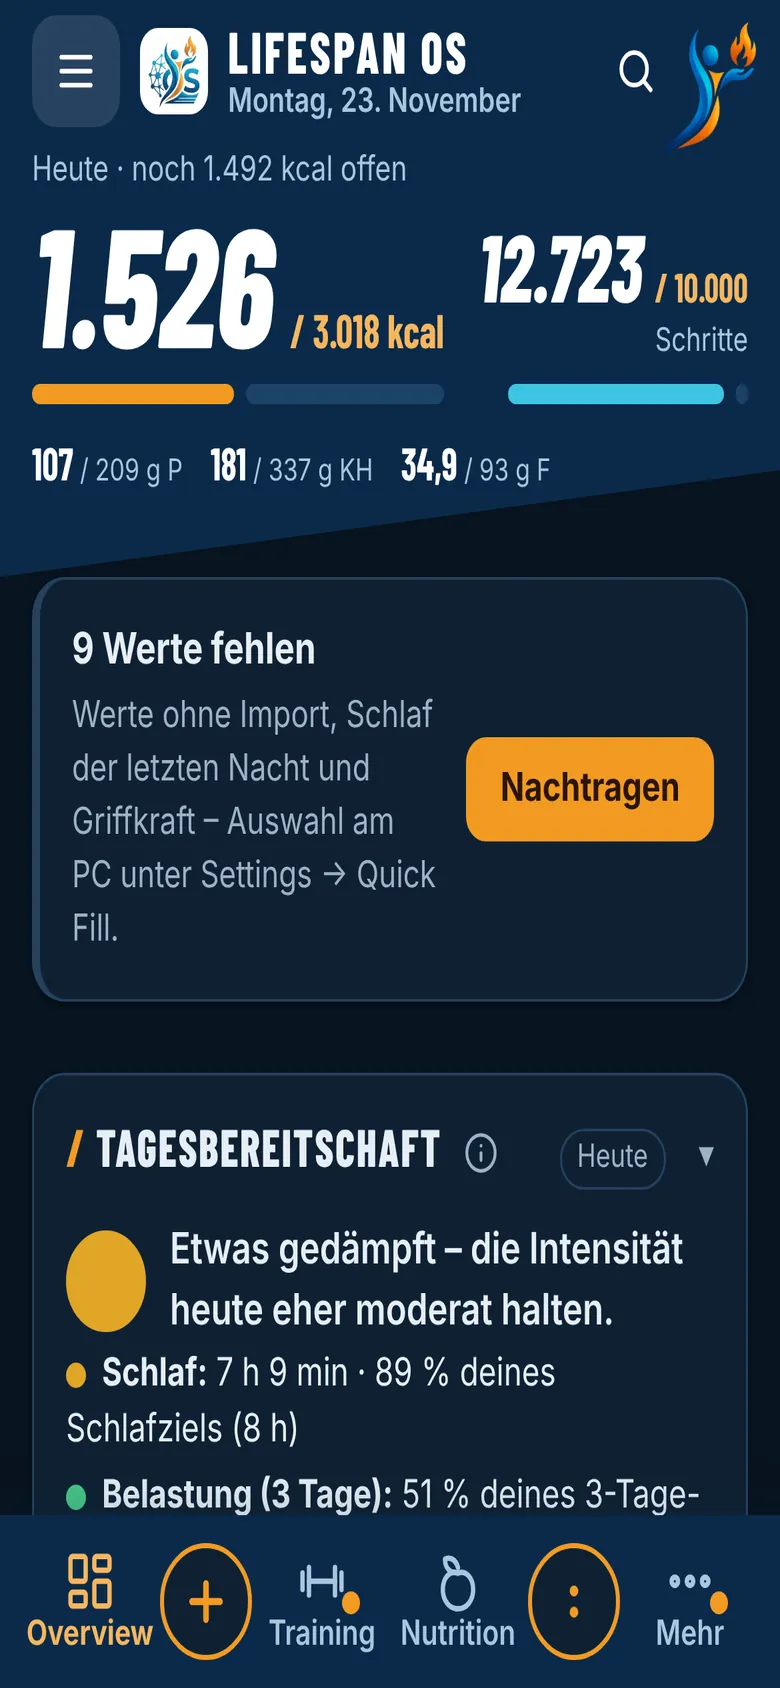 LIFESPAN OS
Montag, 23. November
Heute · noch 1.492 kcal offen
1.526 / 3.018 kcal
12.723 / 10.000
Schritte
107 / 209 g P 181 / 337 g KH 34,9 / 93 g F
9 Werte fehlen
Werte ohne Import, Schlaf
der letzten Nacht und
Griffkraft – Auswahl am
PC unter Settings → Quick
Fill.
Nachtragen
/ TAGESBEREITSCHAFT
Heute
Etwas gedämpft – die Intensität
heute eher moderat halten.
Schlaf: 7 h 9 min · 89 % deines
Schlafziels (8 h)
Belastung (3 Tage): 51 % deines 3-Tage-
Overview
Training
Nutrition
Mehr